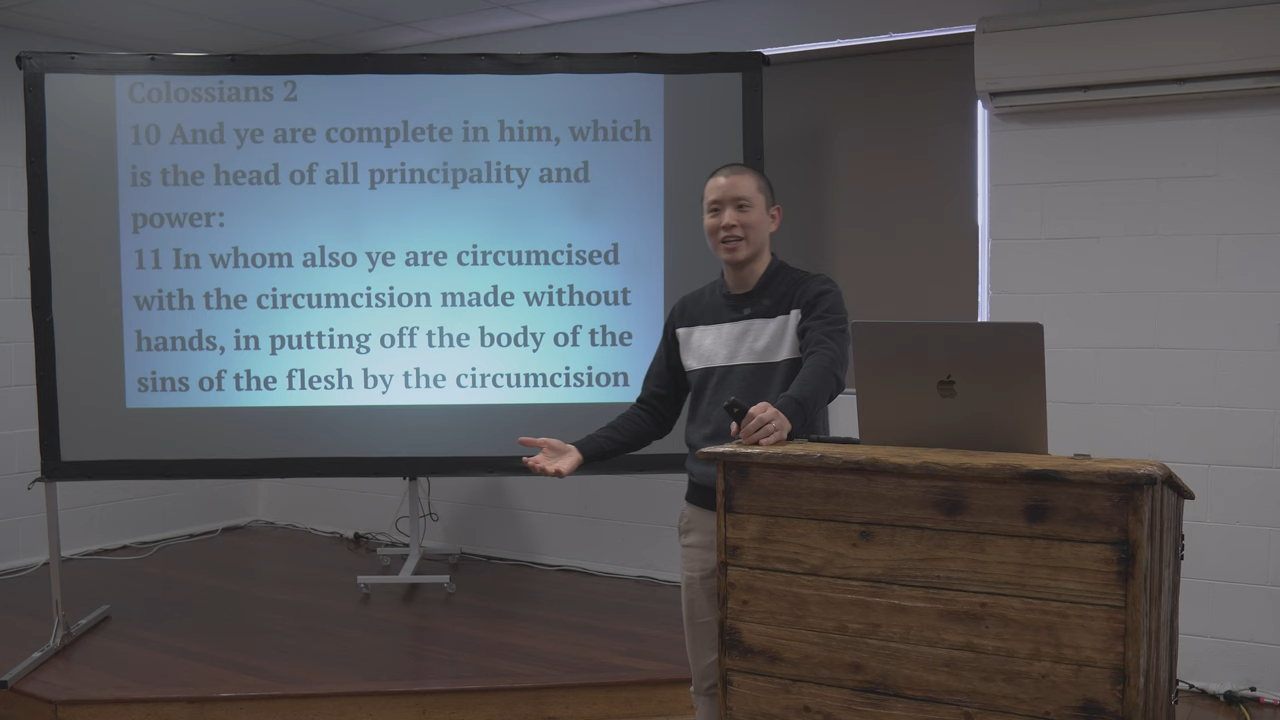 Colossians 2
10 And ye are complete in him, which
is the head of all principality and
power:
11 In whom also ye are circumcised
with the circumcision made without
hands, in putting off the body of the
sins of the flesh by the circumcision